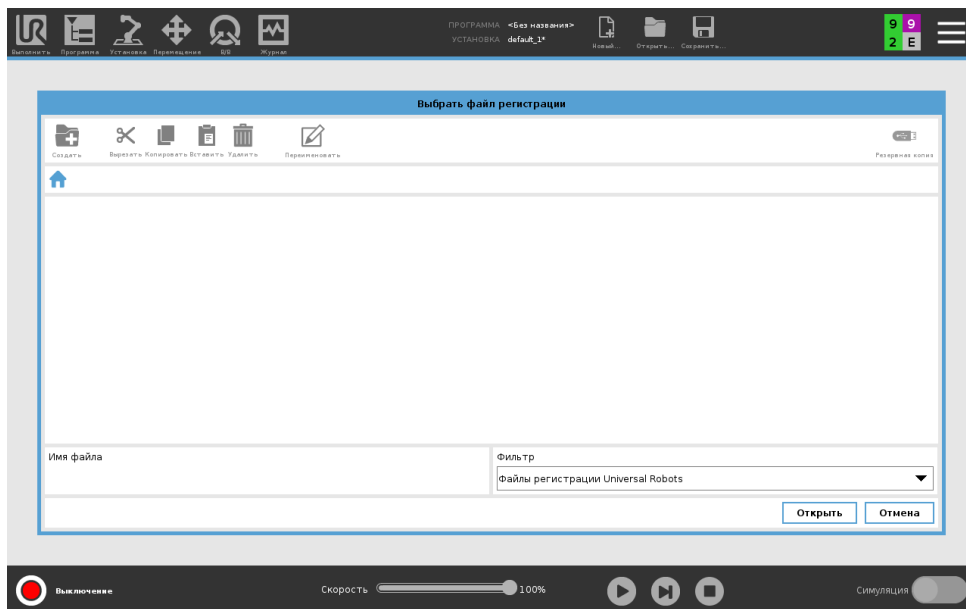 UR
ПРОГРАММА <Без названия>
УСТАНОВКА default_1*
Выполнить Программа Установка Перемещения В/В Журнал
Новый... Открыть... Сохранить...
9 9
2 E
Выбрать файл регистрации
Создать Вырезать Копировать Вставить Удалить Переименовать Резервная копия
Имя файла
Фильтр
Файлы регистрации Universal Robots
Открыть Отмена
Выключение Скорость 100% Симуляция